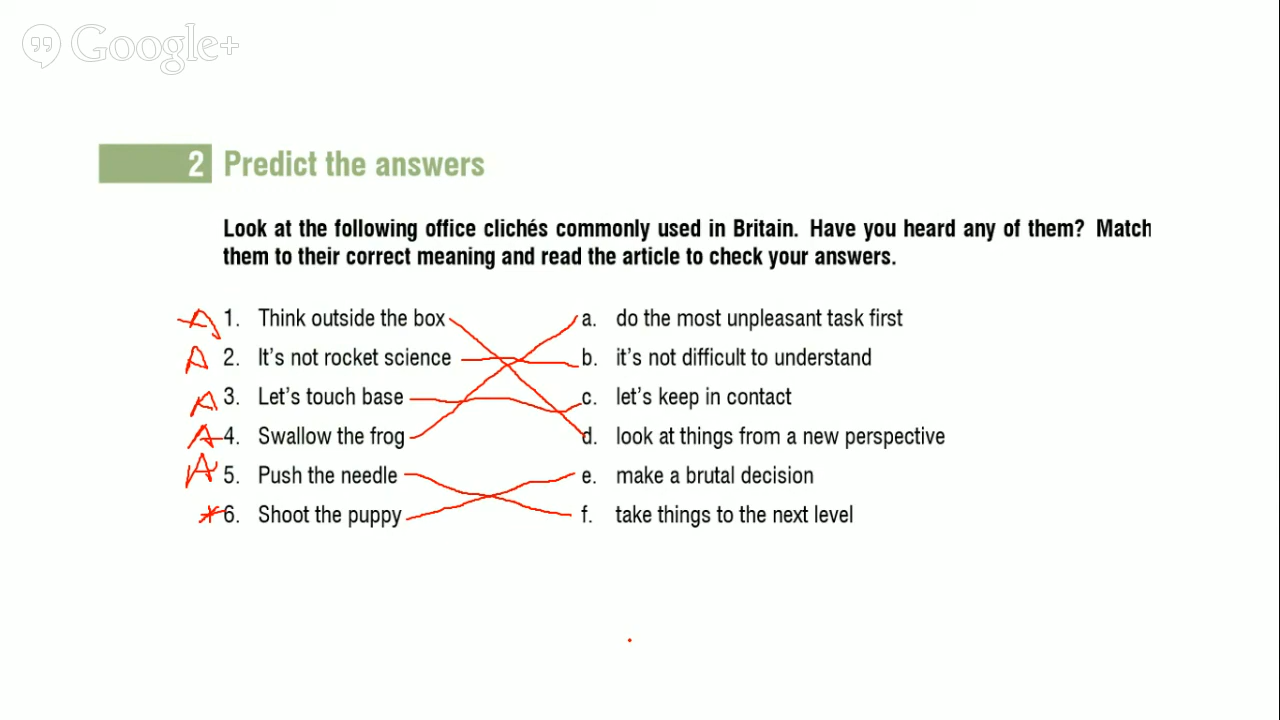 Google+
2 Predict the answers
Look at the following office clichés commonly used in Britain. Have you heard any of them? Match
them to their correct meaning and read the article to check your answers.
A 1. Think outside the box a. do the most unpleasant task first
A 2. It's not rocket science b. it's not difficult to understand
A 3. Let's touch base c. let's keep in contact
A 4. Swallow the frog d. look at things from a new perspective
A 5. Push the needle e. make a brutal decision
* 6. Shoot the puppy f. take things to the next level